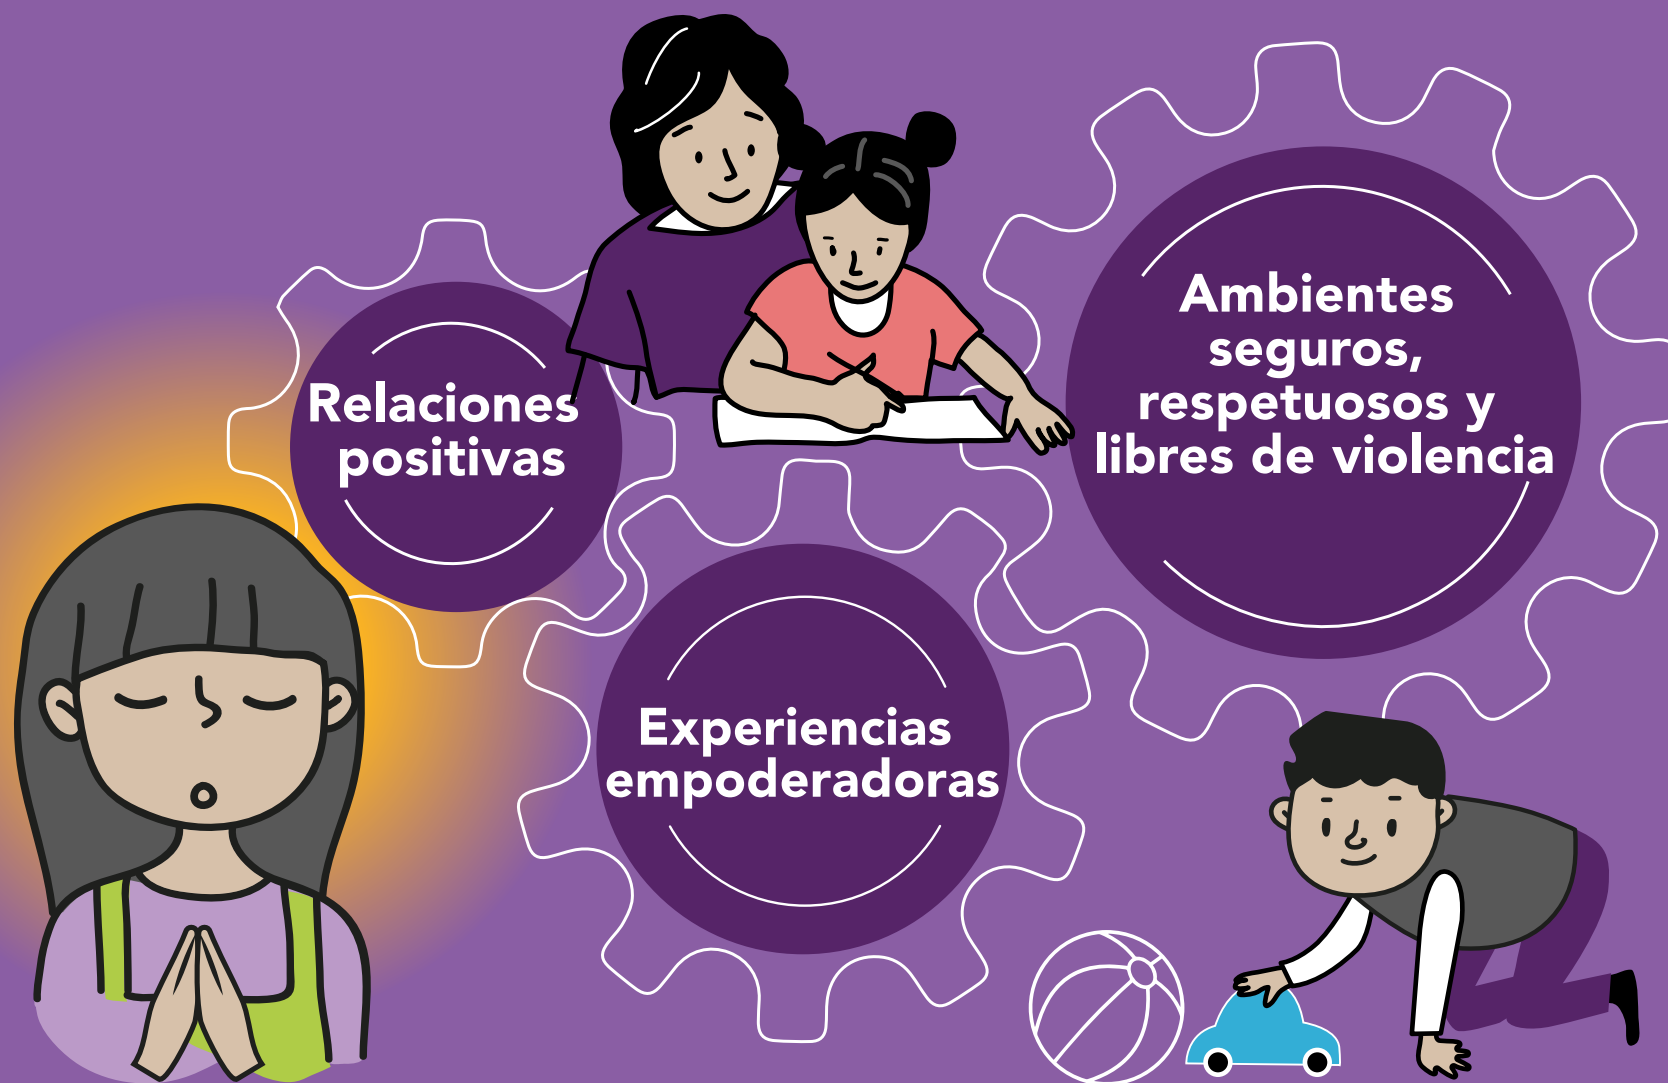 Relaciones
positivas
Experiencias
empoderadoras
Ambientes
seguros,
respetuosos y
libres de violencia